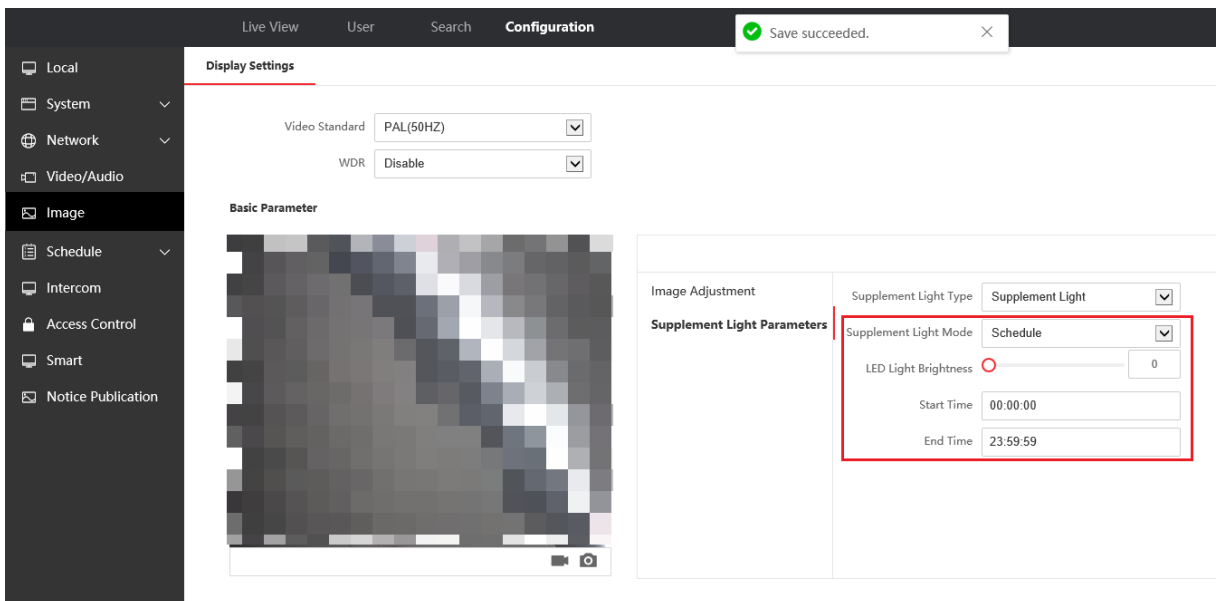 Live View User Search Configuration
Save succeeded.
Local
System
Network
Video/Audio
Image
Schedule
Intercom
Access Control
Smart
Notice Publication
Display Settings
Video Standard PAL(50HZ)
WDR Disable
Basic Parameter
Image Adjustment
Supplement Light Parameters
Supplement Light Type Supplement Light
Supplement Light Mode Schedule
LED Light Brightness 0
Start Time 00:00:00
End Time 23:59:59